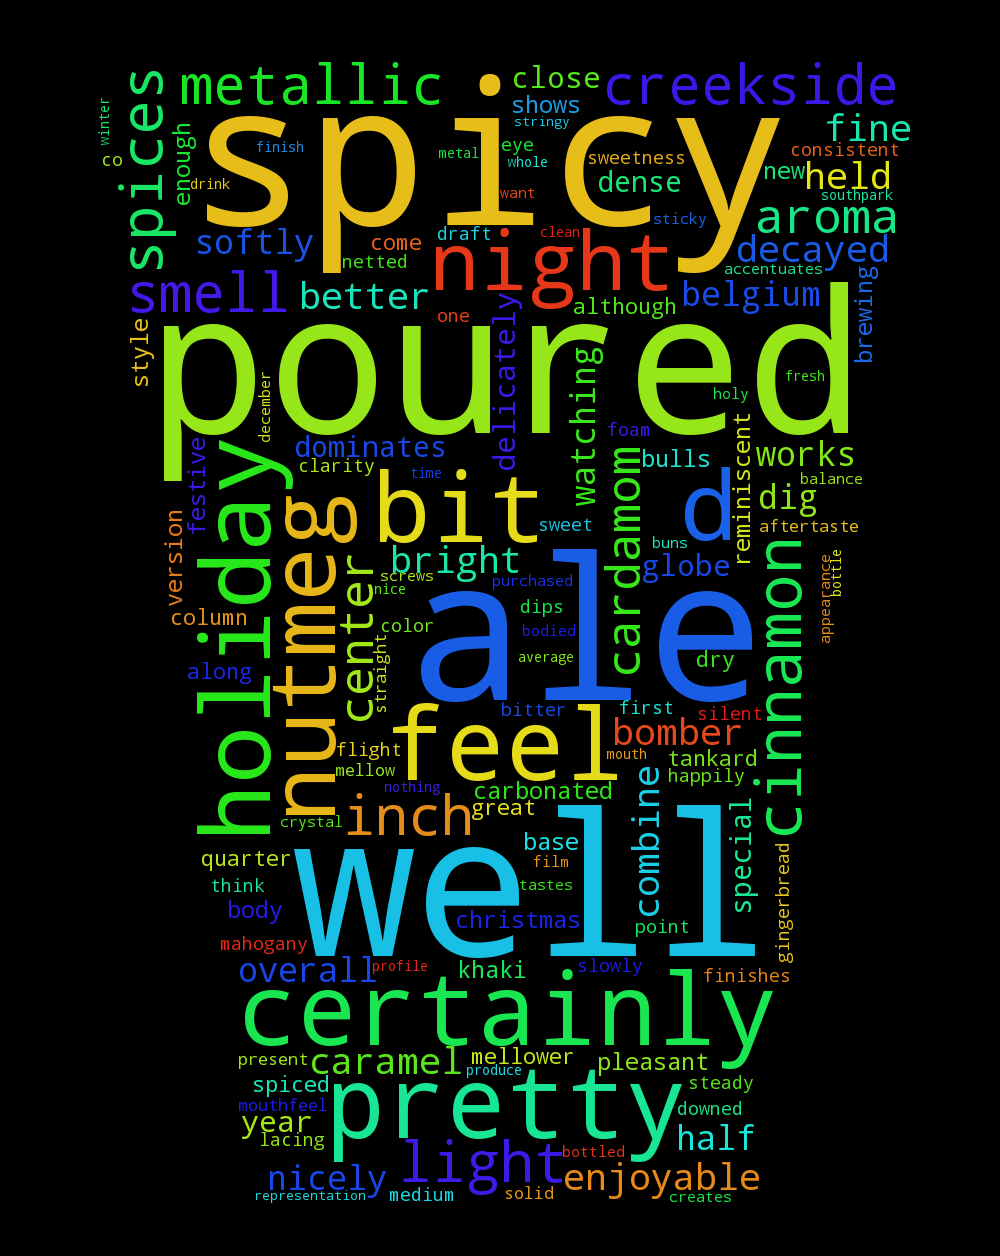 spicy
poured
ale
well
holiday
nutmeg
certainly
pretty
night
bit
feel
d
cinnamon
spices
metallic
creekside
close
shows
stringy
fine
consistent
winter
co
enough
finish
drink
metal
eye
whole
want
sweetness
dense
new
held
southpark
aroma
sticky
softly
come
netted
draft
clean
decayed
accentuates
smell
better
one
although
belgium
brewing
style
december
delicately
watching
holy
fresh
foam
festive
dominates
clarity
time
cardamom
bulls
reminiscent
works
balance
dig
aftertaste
sweet
buns
globe
version
column
along
center
bright
screws
nice
purchased
dips
bodied
average
color
straight
dry
appearance
bottle
bitter
first
silent
bomber
mouth
flight
mellow
nothing
carbonated
tankard
happily
crystal
inch
great
base
film
tastes
combine
special
gingerbread
quarter
think
body
mahogany
christmas
point
overall
profile
khaki
slowly
finishes
present
caramel
mellower
produce
pleasant
steady
spiced
mouthfeel
year
lacing
downed
half
light
bottled
nicely
representation
medium
solid
enjoyable
creates